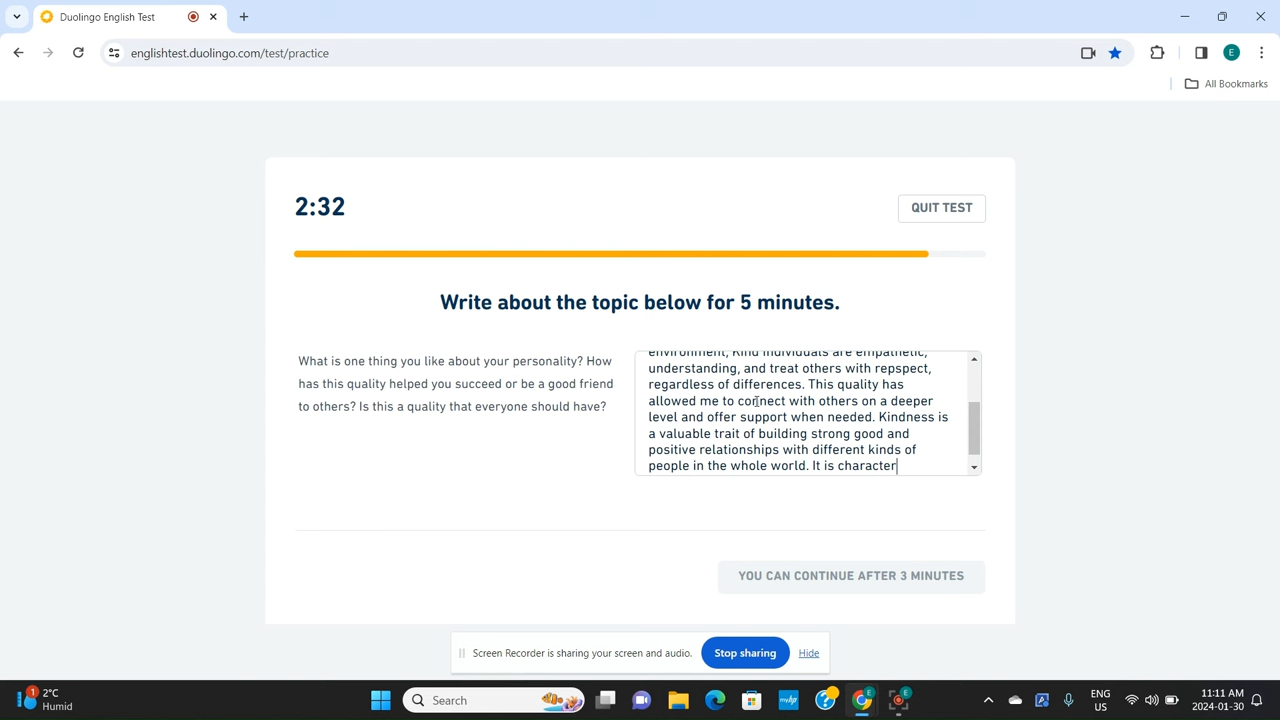 Duolingo English Test
englishtest.duolingo.com/test/practice
E
All Bookmarks
2:32
QUIT TEST
Write about the topic below for 5 minutes.
What is one thing you like about your personality? How
has this quality helped you succeed or be a good friend
to others? Is this a quality that everyone should have?
environment, Kind individuals are empathetic,
understanding, and treat others with repspect,
regardless of differences. This quality has
allowed me to connect with others on a deeper
level and offer support when needed. Kindness is
a valuable trait of building strong good and
positive relationships with different kinds of
people in the whole world. It is character
YOU CAN CONTINUE AFTER 3 MINUTES
Screen Recorder is sharing your screen and audio.
Stop sharing
Hide
1
2°C
Humid
Search
ENG
US
11:11 AM
2024-01-30